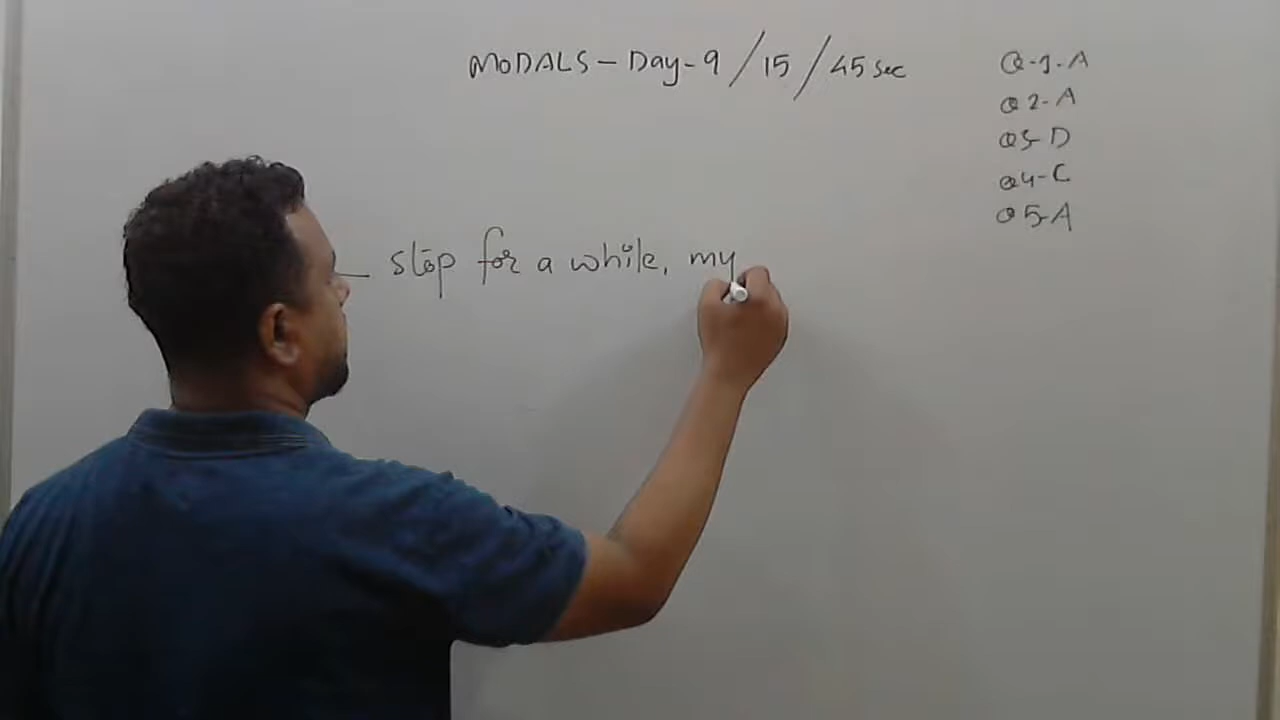 MODALS - Day - 9 / 15 / 45 sec
Q-1-A
Q2-A
Q3-D
Q4-C
Q5-A
_ stop for a while, my